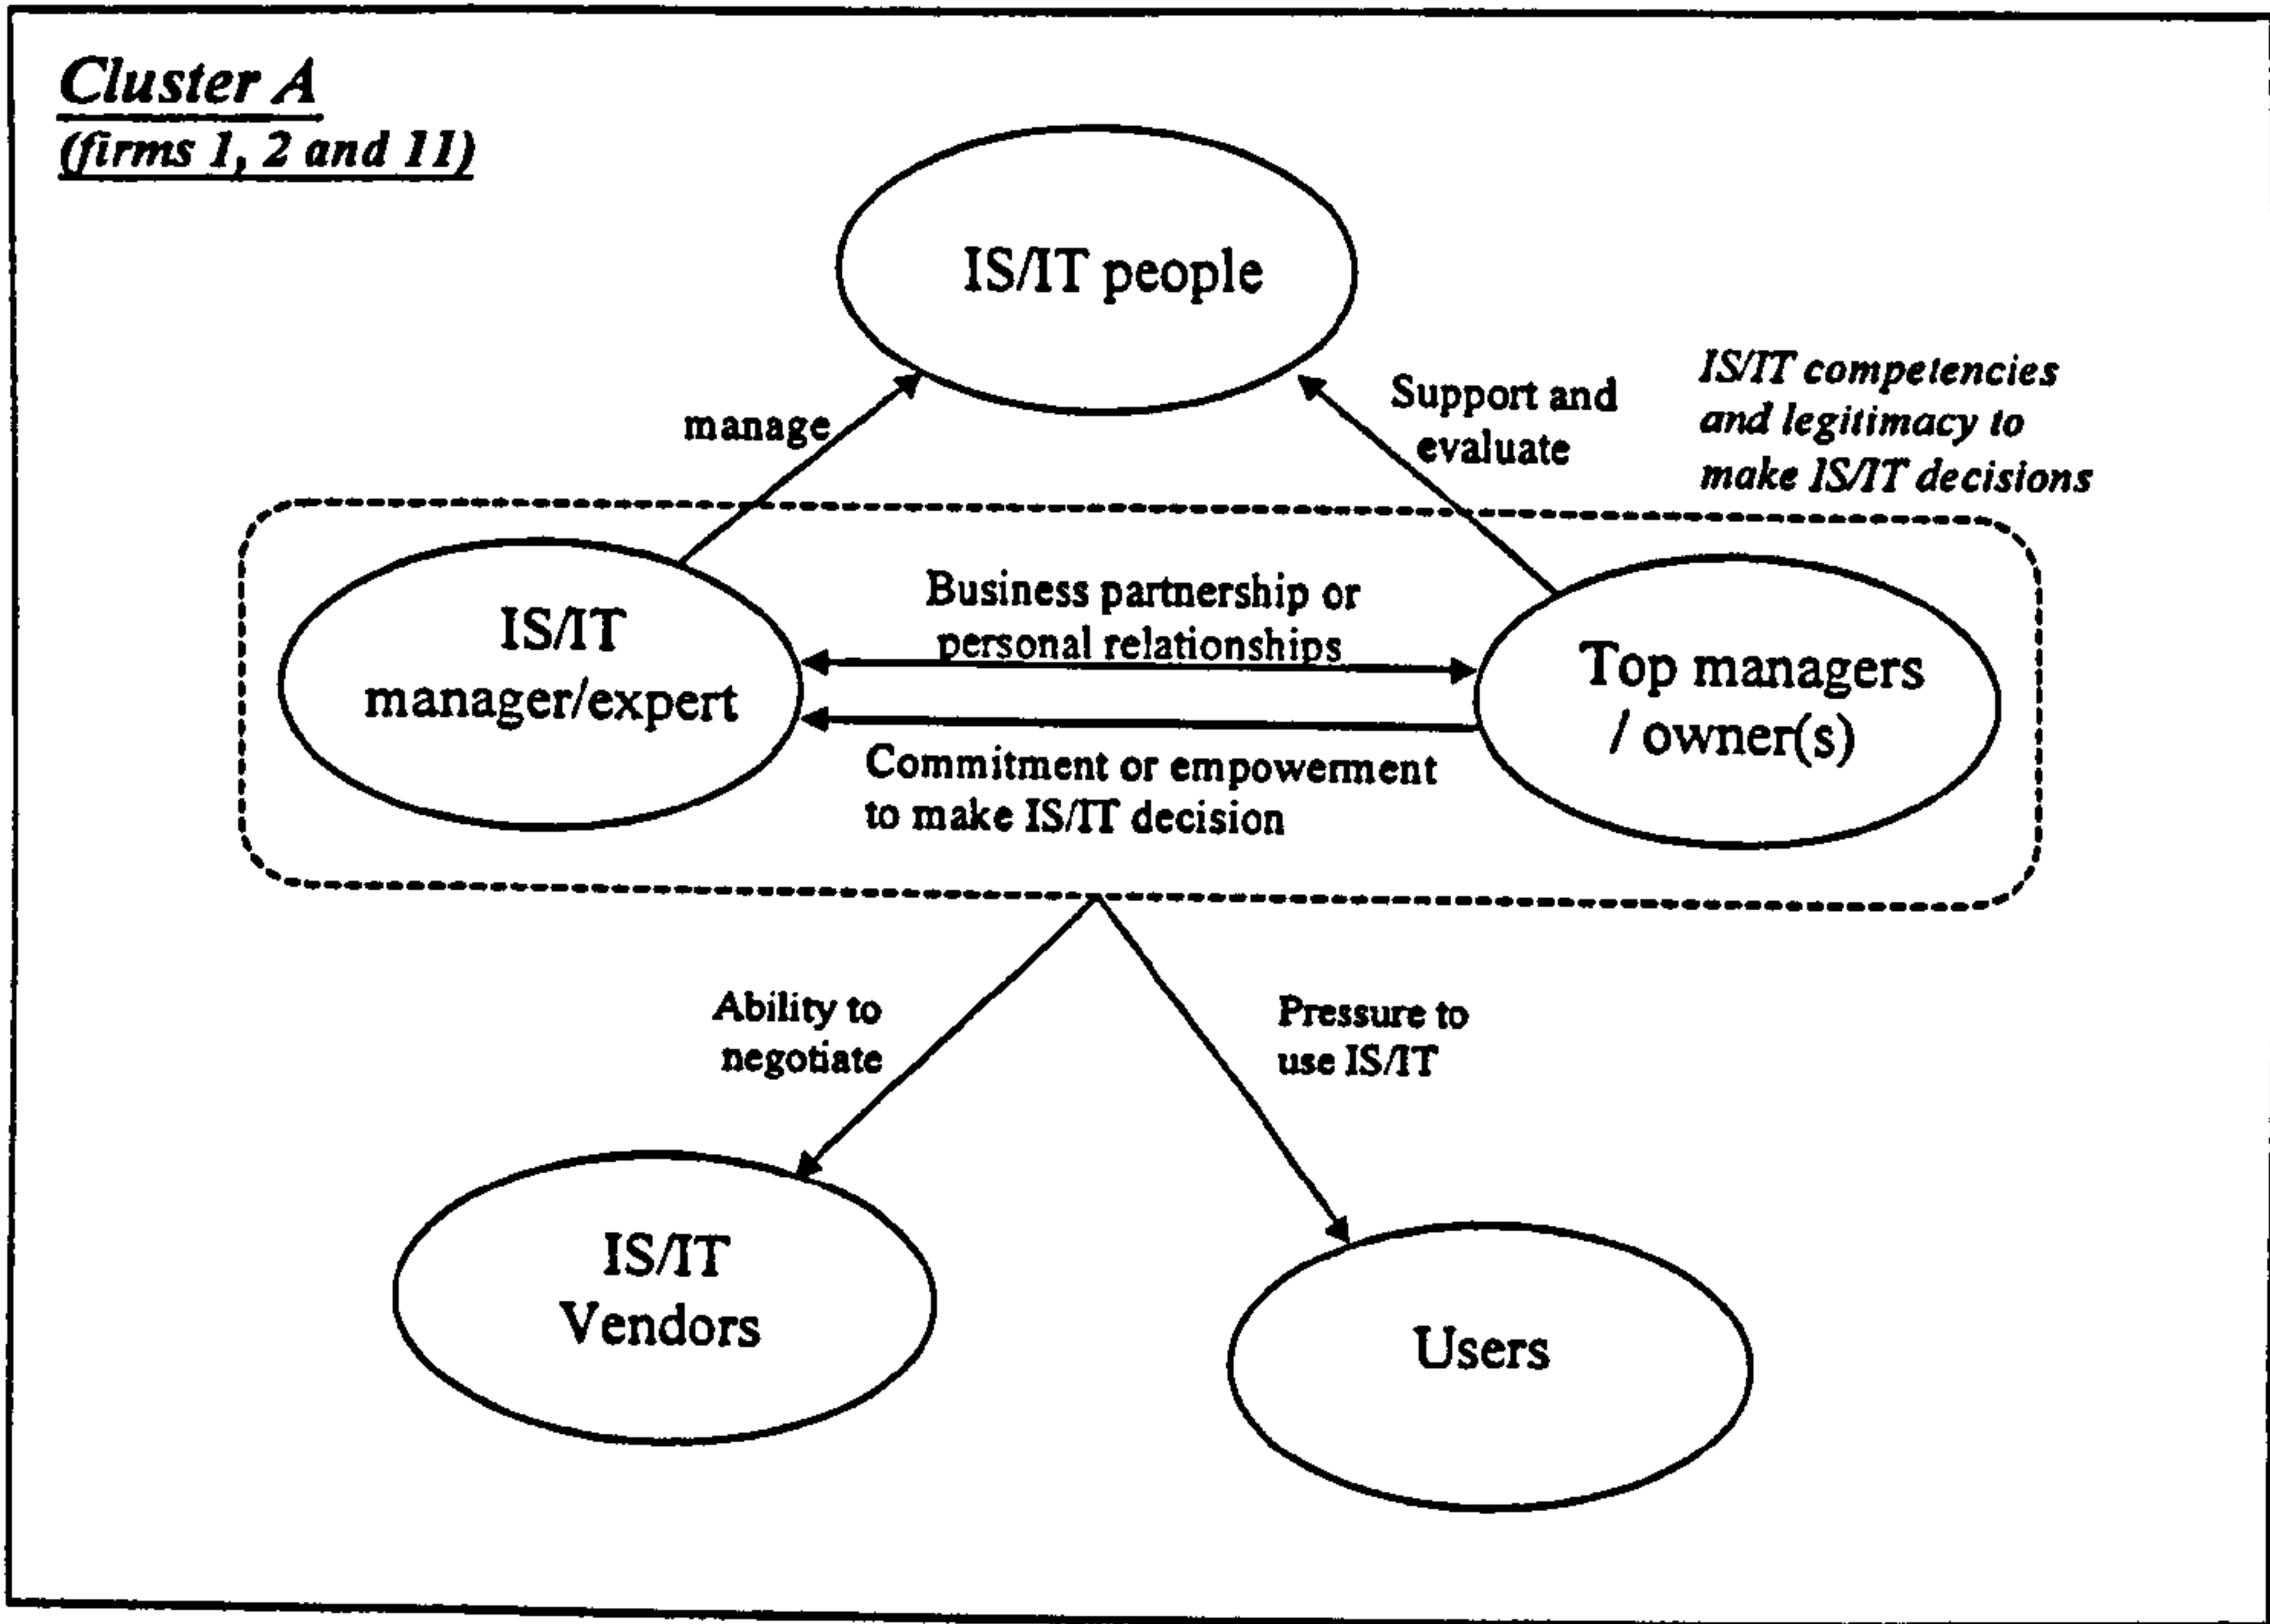 Cluster A
(firms 1, 2 and 11)
IS/IT people
manage
Support and
evaluate
IS/IT competencies
and legitimacy to
make IS/IT decisions
IS/IT
manager/expert
Business partnership or
personal relationships
Top managers
/ owner(s)
Commitment or empowerment
to make IS/IT decision
Ability to
negotiate
Pressure to
use IS/IT
IS/IT
Vendors
Users